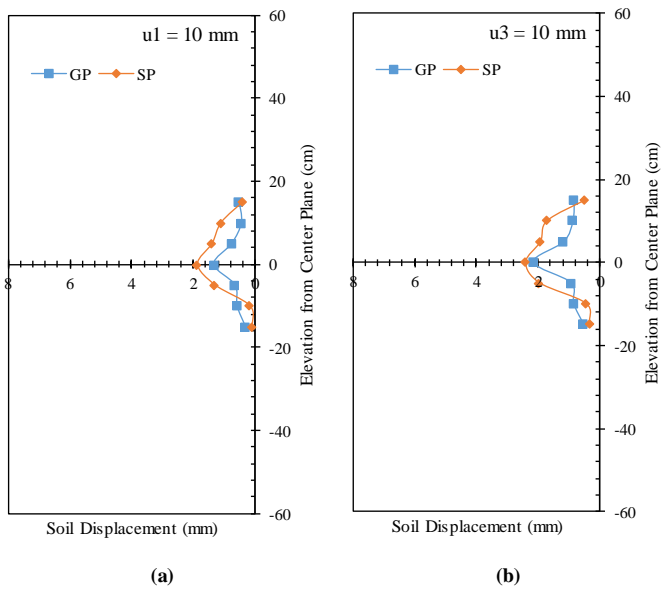 u1 = 10 mm
GP SP
60
40
20
0
-20
-40
-60
8 6 4 2 0
Elevation from Center Plane (cm)
Soil Displacement (mm)
(a)
u3 = 10 mm
GP SP
60
40
20
0
-20
-40
-60
8 6 4 2 0
Elevation from Center Plane (cm)
Soil Displacement (mm)
(b)